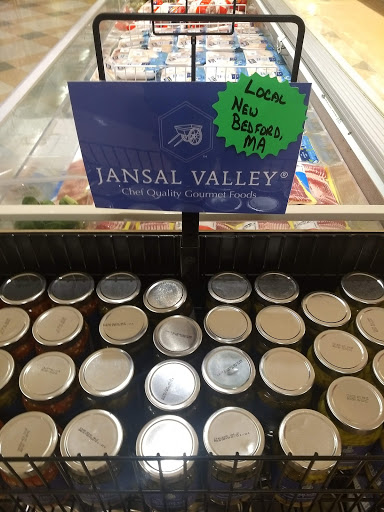 LOCAL
NEW
BEDFORD,
MA
JANSAL VALLEY®
Chef Quality Gourmet Foods